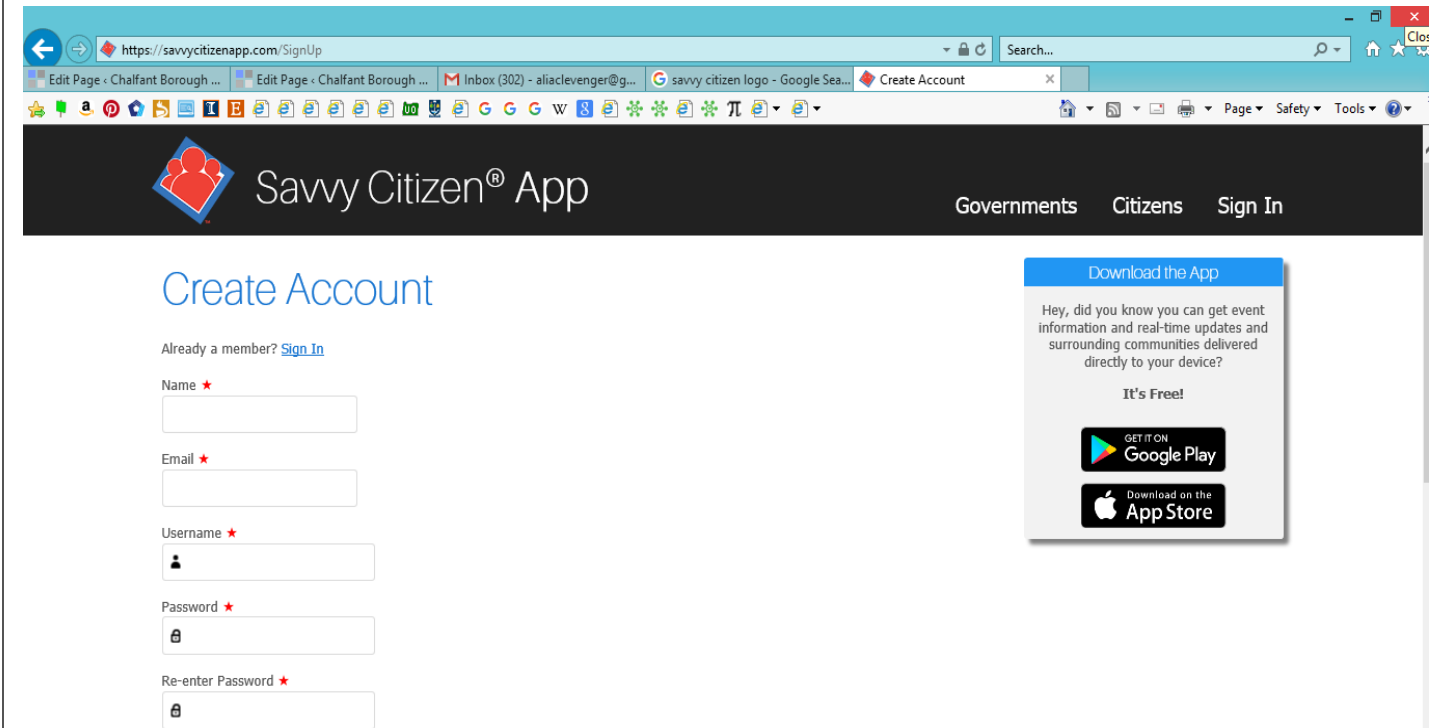 Clos
https://savvycitizenapp.com/SignUp
Search...
Edit Page ‹ Chalfant Borough ...
Edit Page ‹ Chalfant Borough ...
Inbox (302) - aliaclevenger@g...
savvy citizen logo - Google Sea...
Create Account
Page
Safety
Tools
Savvy Citizen® App
Governments
Citizens
Sign In
Create Account
Already a member? Sign In
Name ★
Email ★
Username ★
Password ★
Re-enter Password ★
Download the App
Hey, did you know you can get event
information and real-time updates and
surrounding communities delivered
directly to your device?
It's Free!
GET IT ON
Google Play
Download on the
App Store